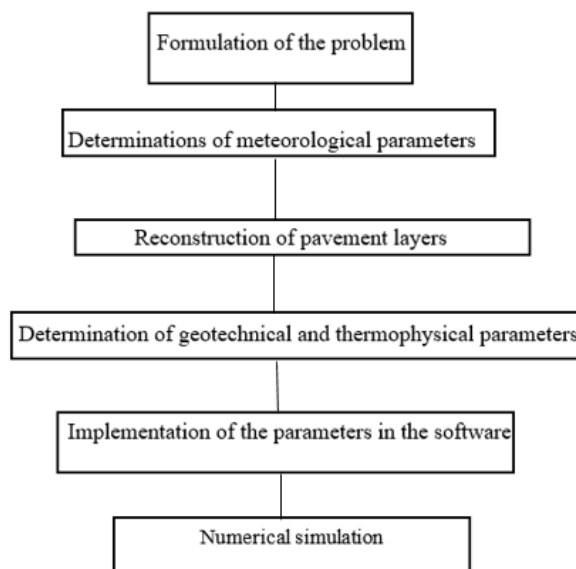 Formulation of the problem
Determinations of meteorological parameters
Reconstruction of pavement layers
Determination of geotechnical and thermophysical parameters
Implementation of the parameters in the software
Numerical simulation